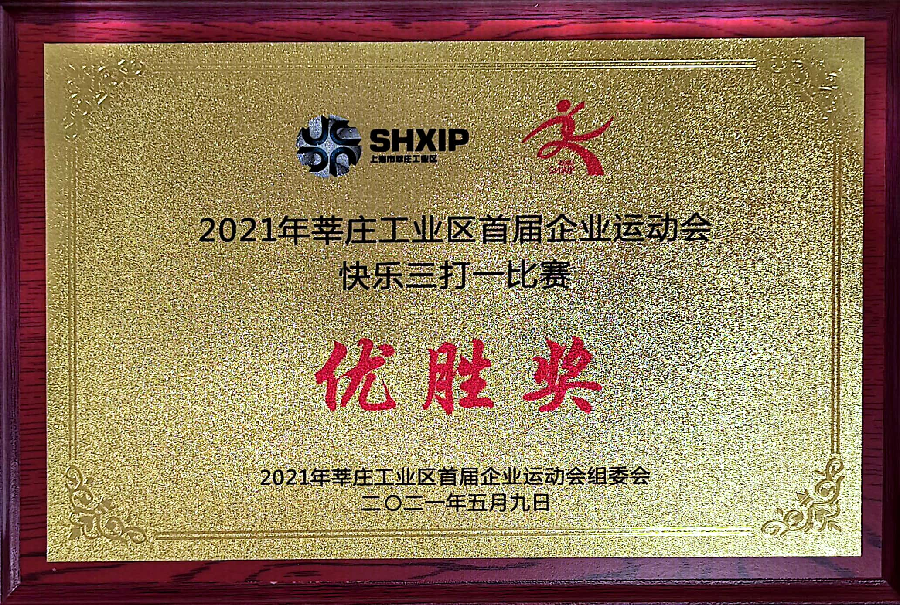 SHXIP
上海市莘庄工业区
2021年莘庄工业区首届企业运动会
快乐三打一比赛
优胜奖
2021年莘庄工业区首届企业运动会组委会
二〇二一年五月九日